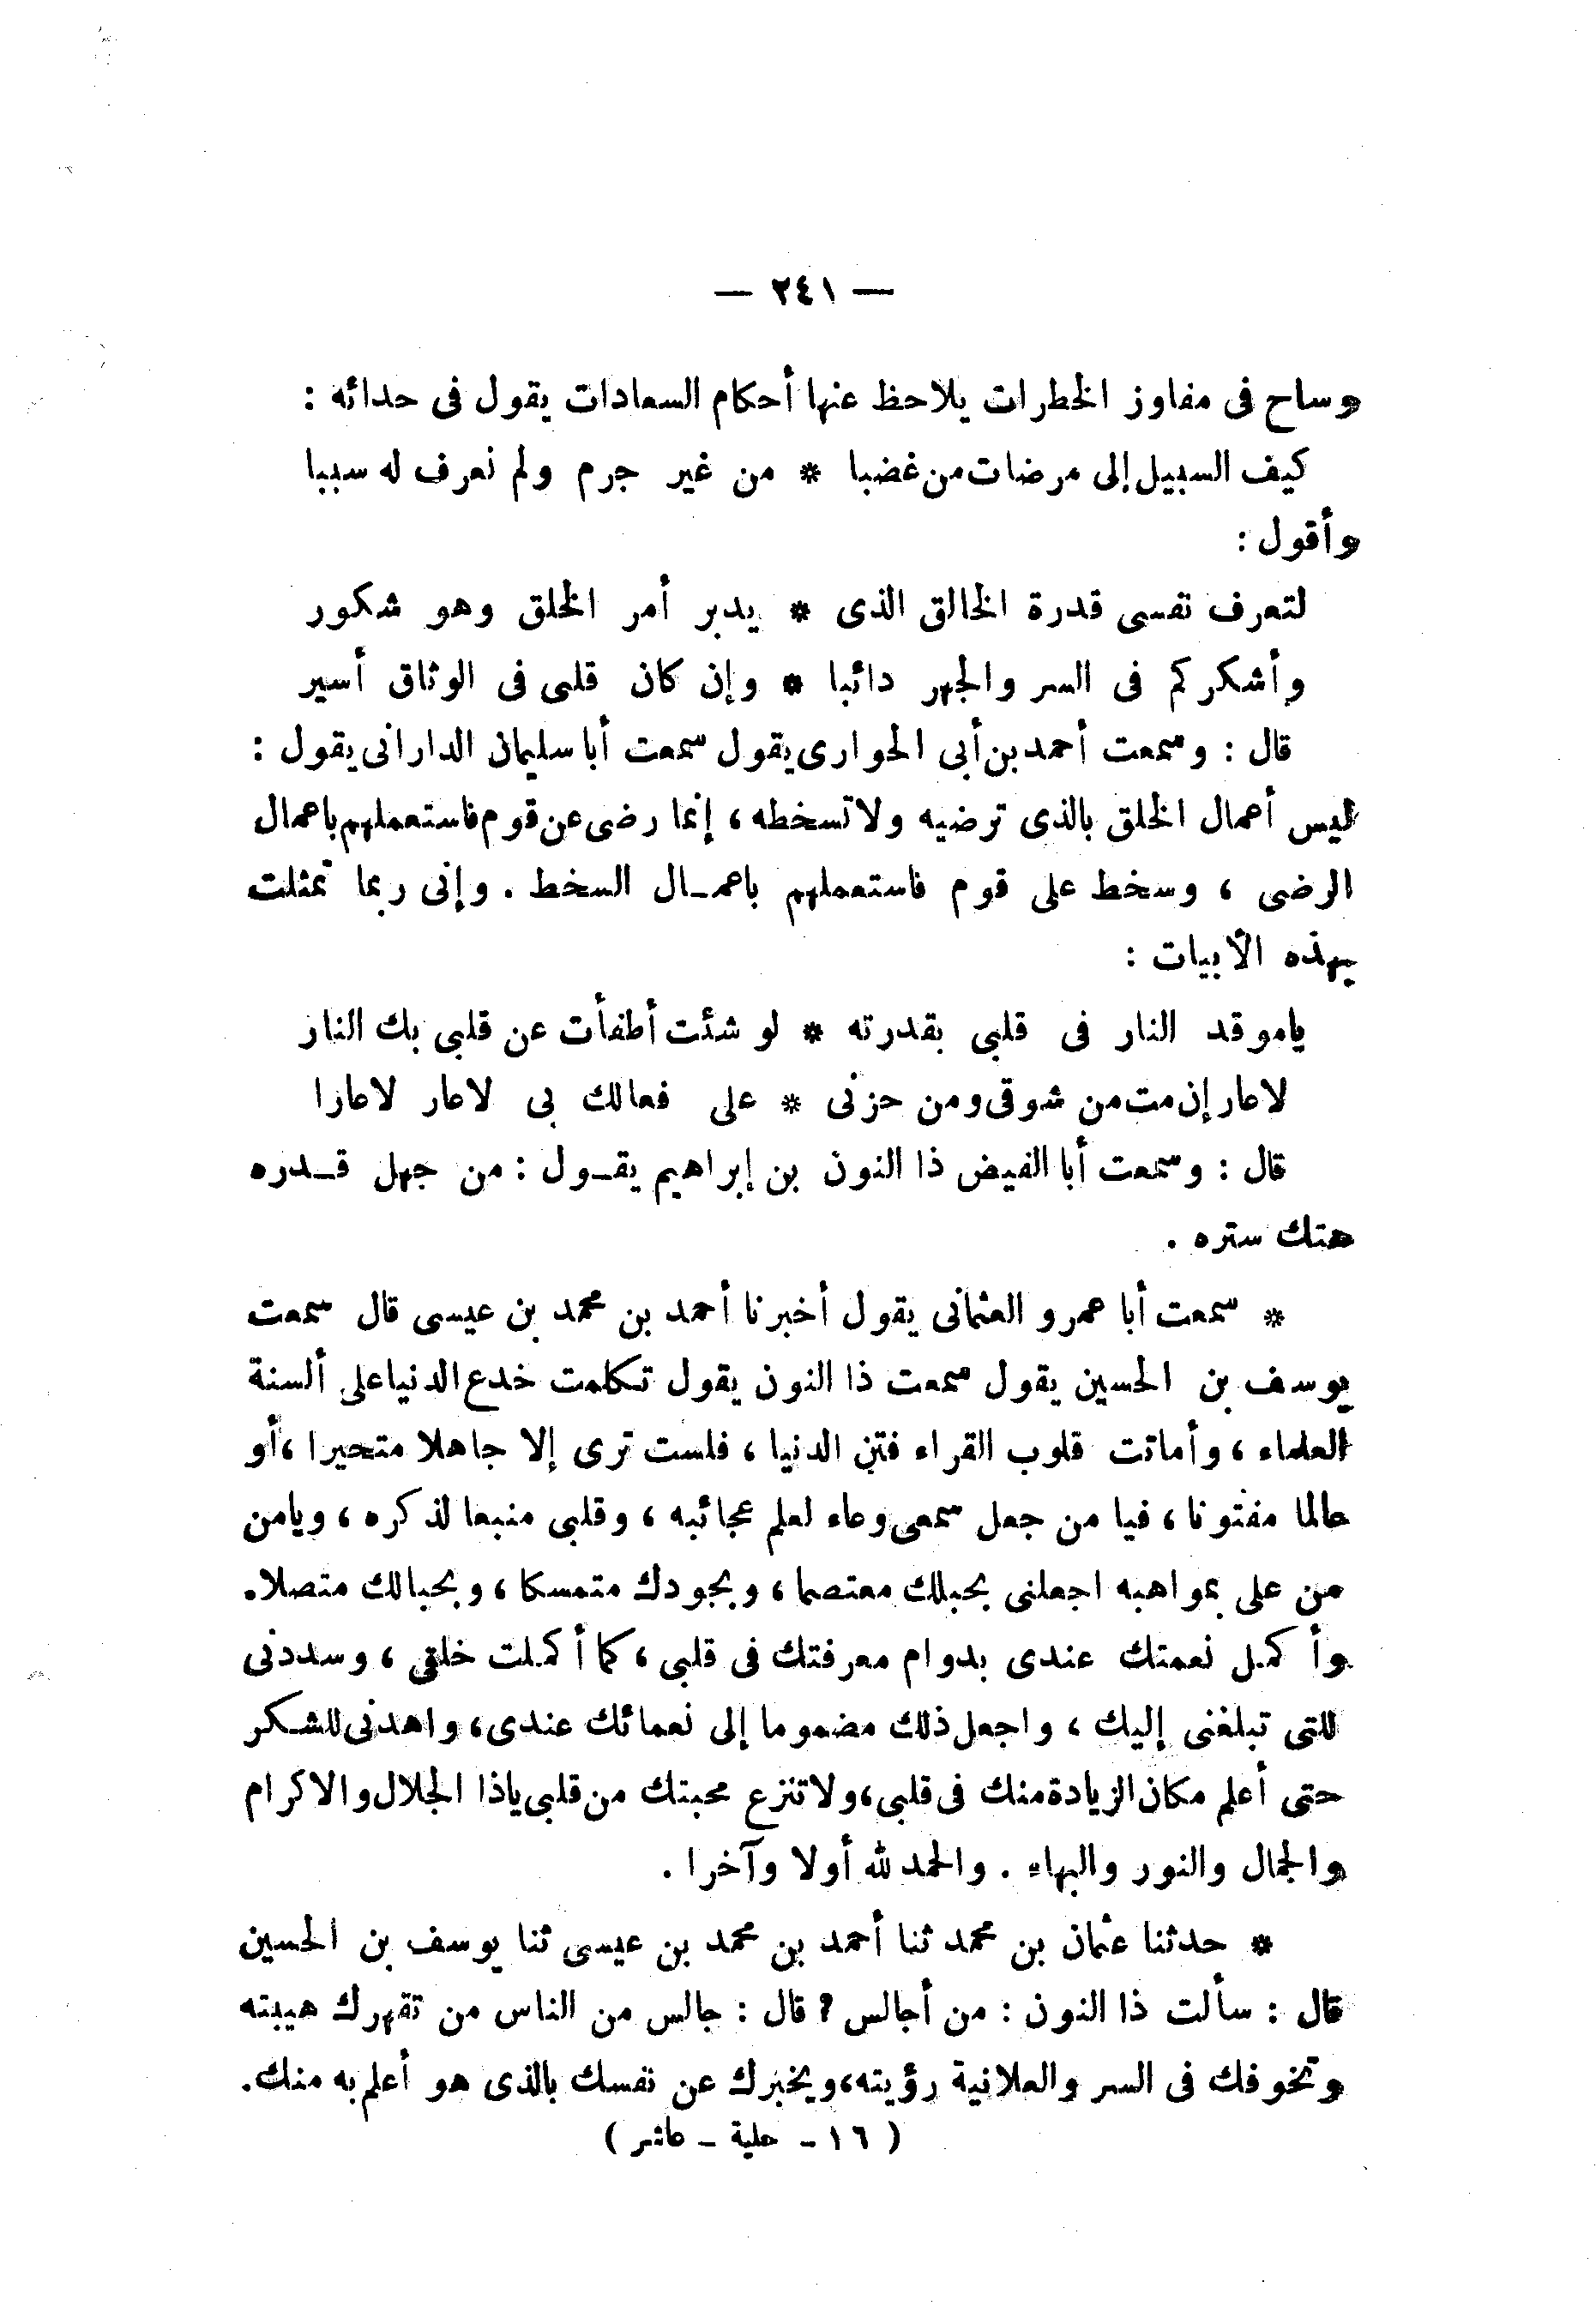 — ٢٤١ —
وساح فى مفاوز الخطرات يلاحظ عنها أحكام السعادات يقول فى حدائه :
كيف السبيل إلى مرضات من غضبا * من غير جرم ولم نعرف له سببا
وأقول :
لتعرف نفسى قدرة الخالق الذى * يدبر أمر الخلق وهو شكور
وأشكركم فى السر والجهر دائبا * وإن كان قلبى فى الوثاق أسير
قال : وسمعت أحمد بن أبى الحوارى يقول سمعت أبا سليمان الدارانى يقول :
ليس أعمال الخلق بالذى ترضيه ولا تسخطه ، إنما رضى عن قوم فاستعملهم باعمال
الرضى ، وسخط على قوم فاستعملهم باعمـال السخط . وإنى ربما تمثلت
بهذه الأبيات :
ياموقد النار فى قلبى بقدرته * لو شئت أطفأت عن قلبى بك النار
لا عار إن مت من شوقى ومن حزنى * على فعالك بى لاعار لاعارا
قال : وسمعت أبا الفيض ذا النون بن إبراهيم يقـول : من جهل قـدره
هتك ستره .
* سمعت أبا عمرو العثمانى يقول أخبرنا أحمد بن محمد بن عيسى قال سمعت
يوسف بن الحسين يقول سمعت ذا النون يقول تكلمت خدع الدنيا على ألسنة
العلماء ، وأماتت قلوب القراء فتن الدنيا ، فلست ترى إلا جاهلا متحيرا ، أو
عالما مفتونا ، فيا من جعل سمعى وعاء لعلم عجائبه ، وقلبى منبعا لذكره ، ويامن
من على بمواهبه اجعلنى بحبلك معتصما ، وبجودك متمسكا ، وبحبالك متصلا.
وأكمل نعمتك عندى بدوام معرفتك فى قلبى ، كما أكملت خلقى ، وسددنى
للتى تبلغنى إليك ، واجعل ذلك مضموما إلى نعمائك عندى ، واهدنى للشكر
حتى أعلم مكان الزيادة منك فى قلبى ، ولا تنزع محبتك من قلبى ياذا الجلال والاكرام
والجمال والنور والبهاء . والحمد لله أولا وآخرا .
* حدثنا عثمان بن محمد ثنا أحمد بن محمد بن عيسى ثنا يوسف بن الحسين
قال : سألت ذا النون : من أجالس ؟ قال : جالس من الناس من تقهرك هيبته
وتخوفك فى السر والعلانية رؤيته ، ويخبرك عن نفسك بالذى هو أعلم به منك.
( ١٦ - حلية - عاشر )